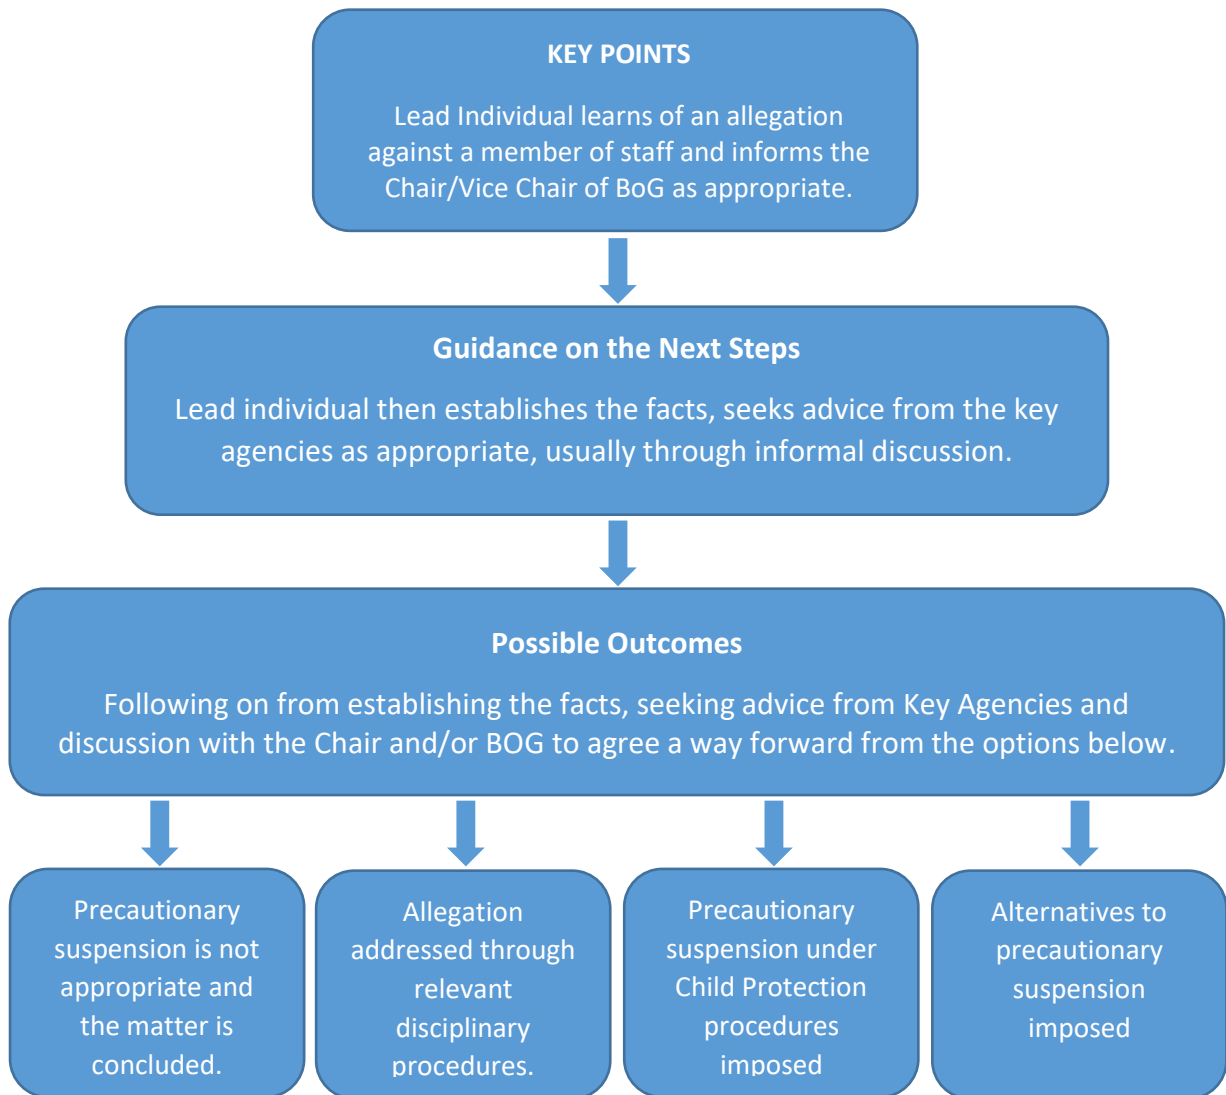 KEY POINTS
Lead Individual learns of an allegation
against a member of staff and informs the
Chair/Vice Chair of BoG as appropriate.
Guidance on the Next Steps
Lead individual then establishes the facts, seeks advice from the key
agencies as appropriate, usually through informal discussion.
Possible Outcomes
Following on from establishing the facts, seeking advice from Key Agencies and
discussion with the Chair and/or BOG to agree a way forward from the options below.
Precautionary
suspension is not
appropriate and
the matter is
concluded.
Allegation
addressed through
relevant
disciplinary
procedures.
Precautionary
suspension under
Child Protection
procedures
imposed
Alternatives to
precautionary
suspension
imposed